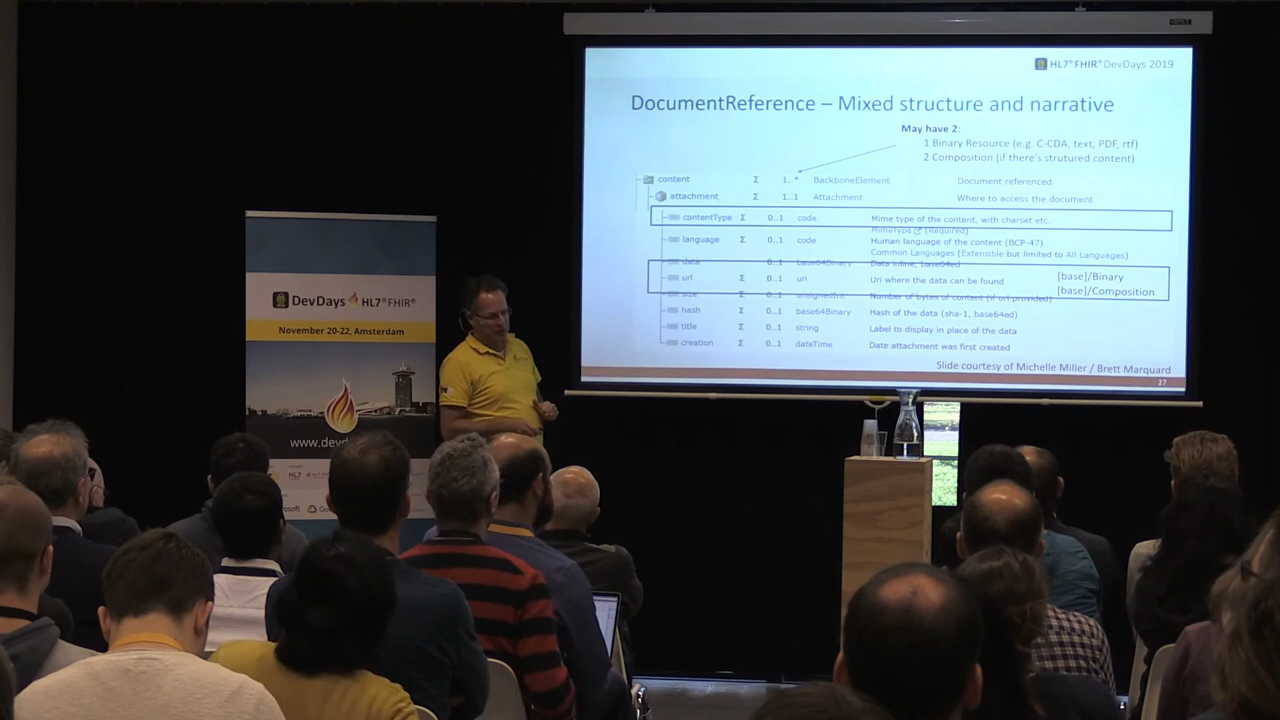 HL7® FHIR® DevDays 2019
DocumentReference – Mixed structure and narrative
May have 2:
1 Binary Resource (e.g. C-CDA, text, PDF, rtf)
2 Composition (if there's strutured content)
content Σ 1..* BackboneElement Document referenced
attachment Σ 1..1 Attachment Where to access the document
contentType Σ 0..1 code Mime type of the content, with charset etc.
MimeType (Required)
language Σ 0..1 code Human language of the content (BCP-47)
Common Languages (Extensible but limited to All Languages)
data 0..1 base64Binary Data inline, base64ed
url Σ 0..1 uri Uri where the data can be found [base]/Binary
[base]/Composition
size Σ 0..1 unsignedInt Number of bytes of content (if url provided)
hash Σ 0..1 base64Binary Hash of the data (sha-1, base64ed)
title Σ 0..1 string Label to display in place of the data
creation Σ 0..1 dateTime Date attachment was first created
Slide courtesy of Michelle Miller / Brett Marquard
27
DevDays HL7® FHIR®
November 20-22, Amsterdam
www.devd
HL7